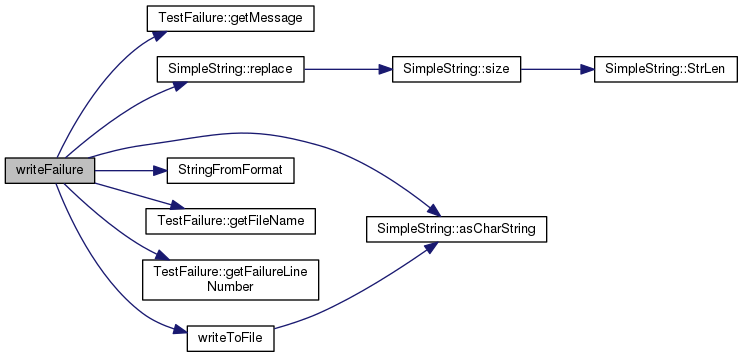 TestFailure::getMessage
SimpleString::replace
SimpleString::size
SimpleString::StrLen
writeFailure
StringFromFormat
TestFailure::getFileName
SimpleString::asCharString
TestFailure::getFailureLine
Number
writeToFile